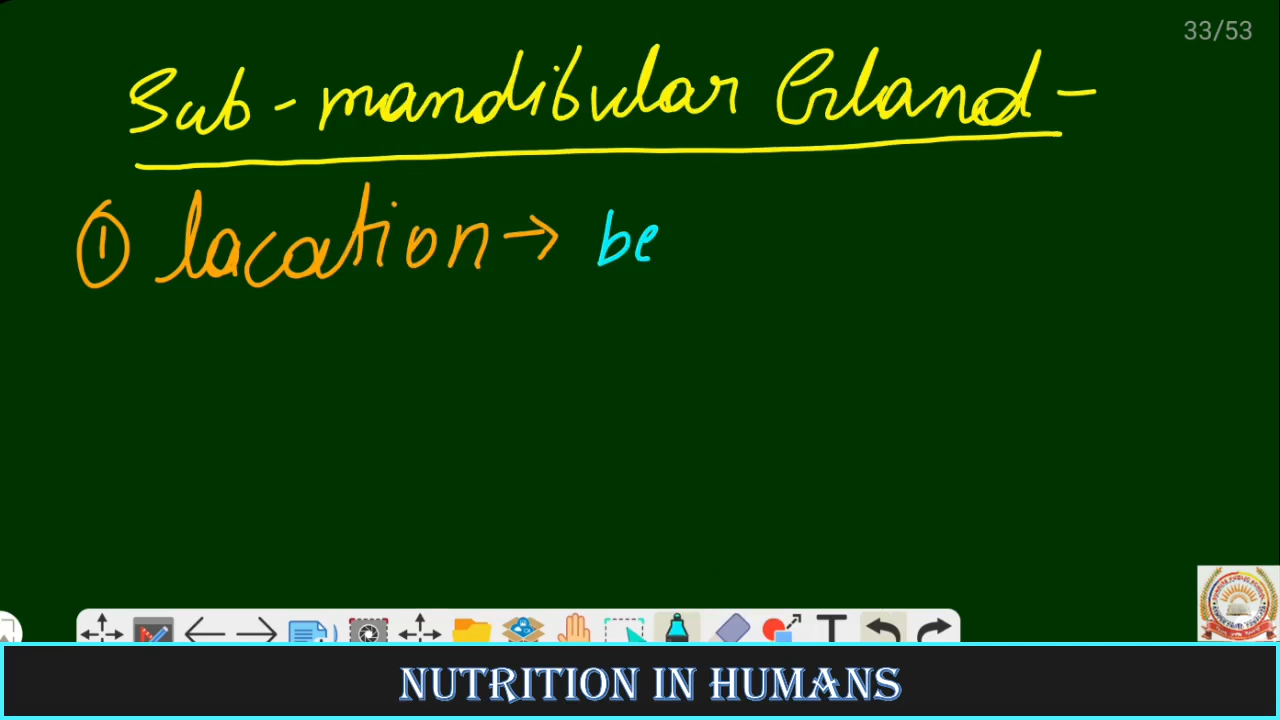 33/53
Sub-mandibular Gland-
① lacation → be
T
NUTRITION IN HUMANS